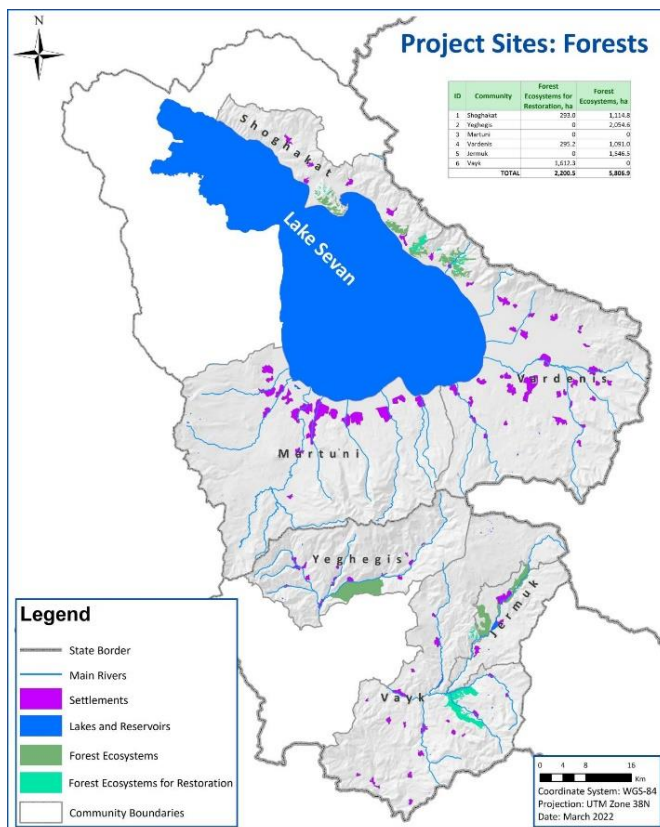 Project Sites: Forests
N
ID Community Forest Ecosystems for Restoration, ha Forest Ecosystems, ha
1 Shoghakat 293.0 1,114.8
2 Yeghegis 0 2,054.6
3 Martuni 0 0
4 Vardenis 295.2 1,091.0
5 Jermuk 0 1,546.5
6 Vayk 1,612.3 0
TOTAL 2,200.5 5,806.9
Shoghakat
Lake Sevan
Vardenis
Martuni
Yeghegis
Jermuk
Vayk
Legend
State Border
Main Rivers
Settlements
Lakes and Reservoirs
Forest Ecosystems
Forest Ecosystems for Restoration
Community Boundaries
0 4 8 16
Km
Coordinate System: WGS-84
Projection: UTM Zone 38N
Date: March 2022